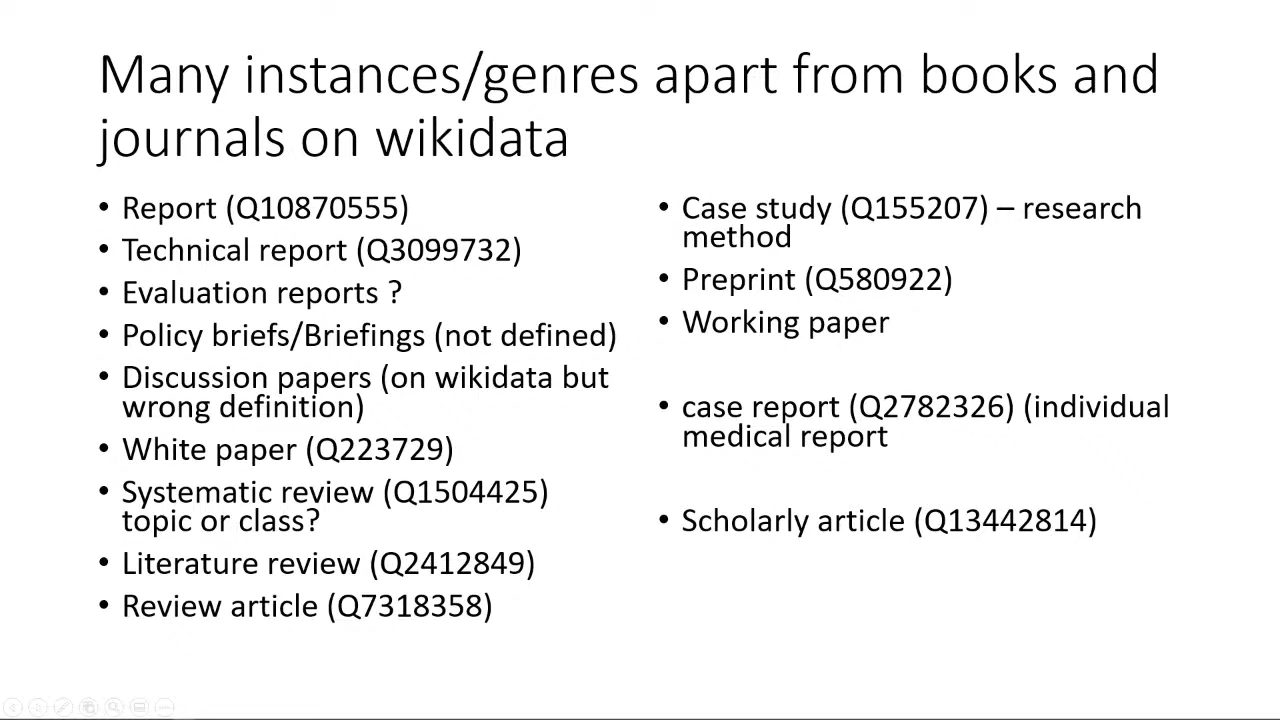 Many instances/genres apart from books and
journals on wikidata
• Report (Q10870555)
• Technical report (Q3099732)
• Evaluation reports ?
• Policy briefs/Briefings (not defined)
• Discussion papers (on wikidata but
wrong definition)
• White paper (Q223729)
• Systematic review (Q1504425)
topic or class?
• Literature review (Q2412849)
• Review article (Q7318358)
• Case study (Q155207) – research
method
• Preprint (Q580922)
• Working paper
• case report (Q2782326) (individual
medical report
• Scholarly article (Q13442814)